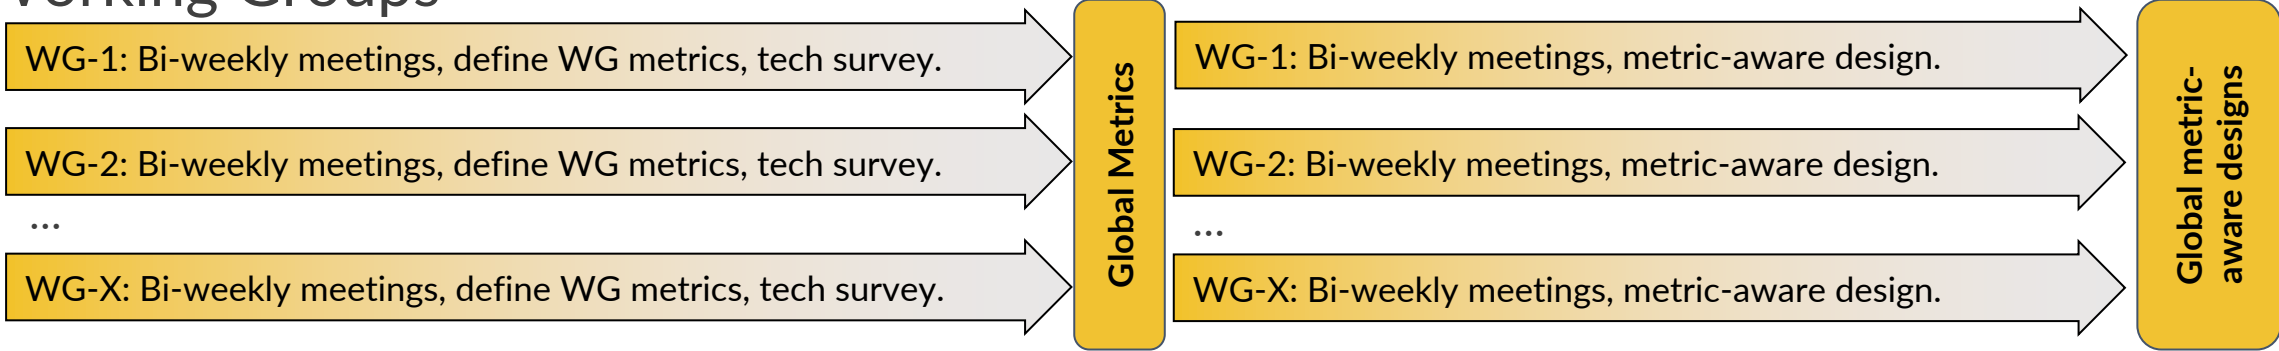 Working Groups
WG-1: Bi-weekly meetings, define WG metrics, tech survey.
WG-2: Bi-weekly meetings, define WG metrics, tech survey.
...
WG-X: Bi-weekly meetings, define WG metrics, tech survey.
Global Metrics
WG-1: Bi-weekly meetings, metric-aware design.
WG-2: Bi-weekly meetings, metric-aware design.
...
WG-X: Bi-weekly meetings, metric-aware design.
Global metric-
aware designs